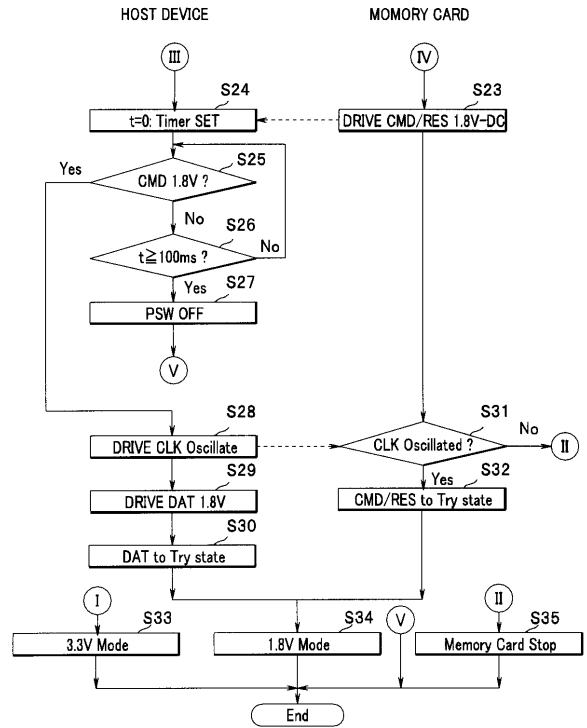 HOST DEVICE
MOMORY CARD
III
IV
S24
S23
t=0: Timer SET
DRIVE CMD/RES 1.8V-DC
S25
Yes
CMD 1.8V ?
No
S26
t≧100ms ?
No
Yes
S27
PSW OFF
V
S28
S31
No
DRIVE CLK Oscillate
CLK Oscillated ?
II
S29
Yes
S32
DRIVE DAT 1.8V
CMD/RES to Try state
S30
DAT to Try state
I
S33
S34
V
II
S35
3.3V Mode
1.8V Mode
Memory Card Stop
End